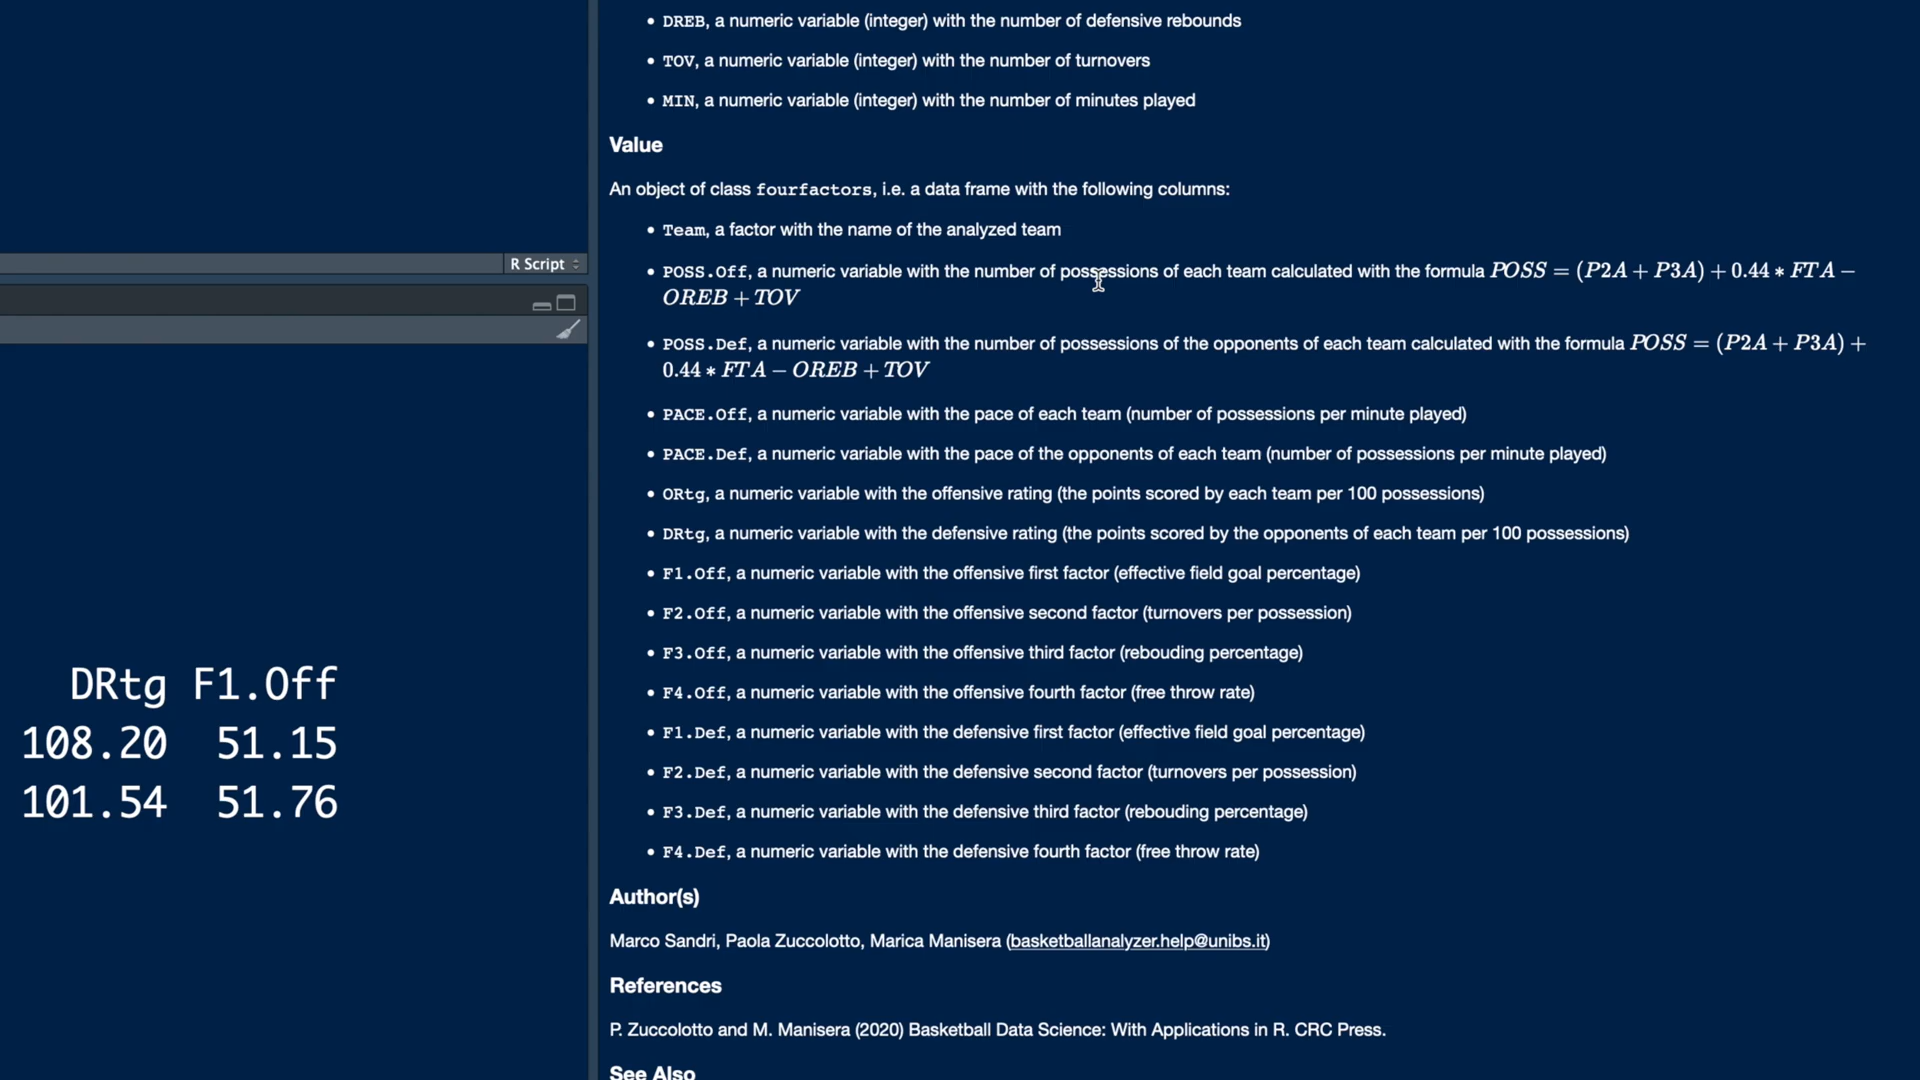 • DREB, a numeric variable (integer) with the number of defensive rebounds
• TOV, a numeric variable (integer) with the number of turnovers
• MIN, a numeric variable (integer) with the number of minutes played
Value
An object of class fourfactors, i.e. a data frame with the following columns:
• Team, a factor with the name of the analyzed team
R Script
• POSS.Off, a numeric variable with the number of possessions of each team calculated with the formula POSS = (P2A + P3A) + 0.44 * FTA −
OREB + TOV
• POSS.Def, a numeric variable with the number of possessions of the opponents of each team calculated with the formula POSS = (P2A + P3A) +
0.44 * FTA − OREB + TOV
• PACE.Off, a numeric variable with the pace of each team (number of possessions per minute played)
• PACE.Def, a numeric variable with the pace of the opponents of each team (number of possessions per minute played)
• ORtg, a numeric variable with the offensive rating (the points scored by each team per 100 possessions)
• DRtg, a numeric variable with the defensive rating (the points scored by the opponents of each team per 100 possessions)
• F1.Off, a numeric variable with the offensive first factor (effective field goal percentage)
• F2.Off, a numeric variable with the offensive second factor (turnovers per possession)
• F3.Off, a numeric variable with the offensive third factor (rebouding percentage)
• F4.Off, a numeric variable with the offensive fourth factor (free throw rate)
• F1.Def, a numeric variable with the defensive first factor (effective field goal percentage)
• F2.Def, a numeric variable with the defensive second factor (turnovers per possession)
• F3.Def, a numeric variable with the defensive third factor (rebouding percentage)
• F4.Def, a numeric variable with the defensive fourth factor (free throw rate)
DRtg F1.Off
108.20 51.15
101.54 51.76
Author(s)
Marco Sandri, Paola Zuccolotto, Marica Manisera (basketballanalyzer.help@unibs.it)
References
P. Zuccolotto and M. Manisera (2020) Basketball Data Science: With Applications in R. CRC Press.
See Also